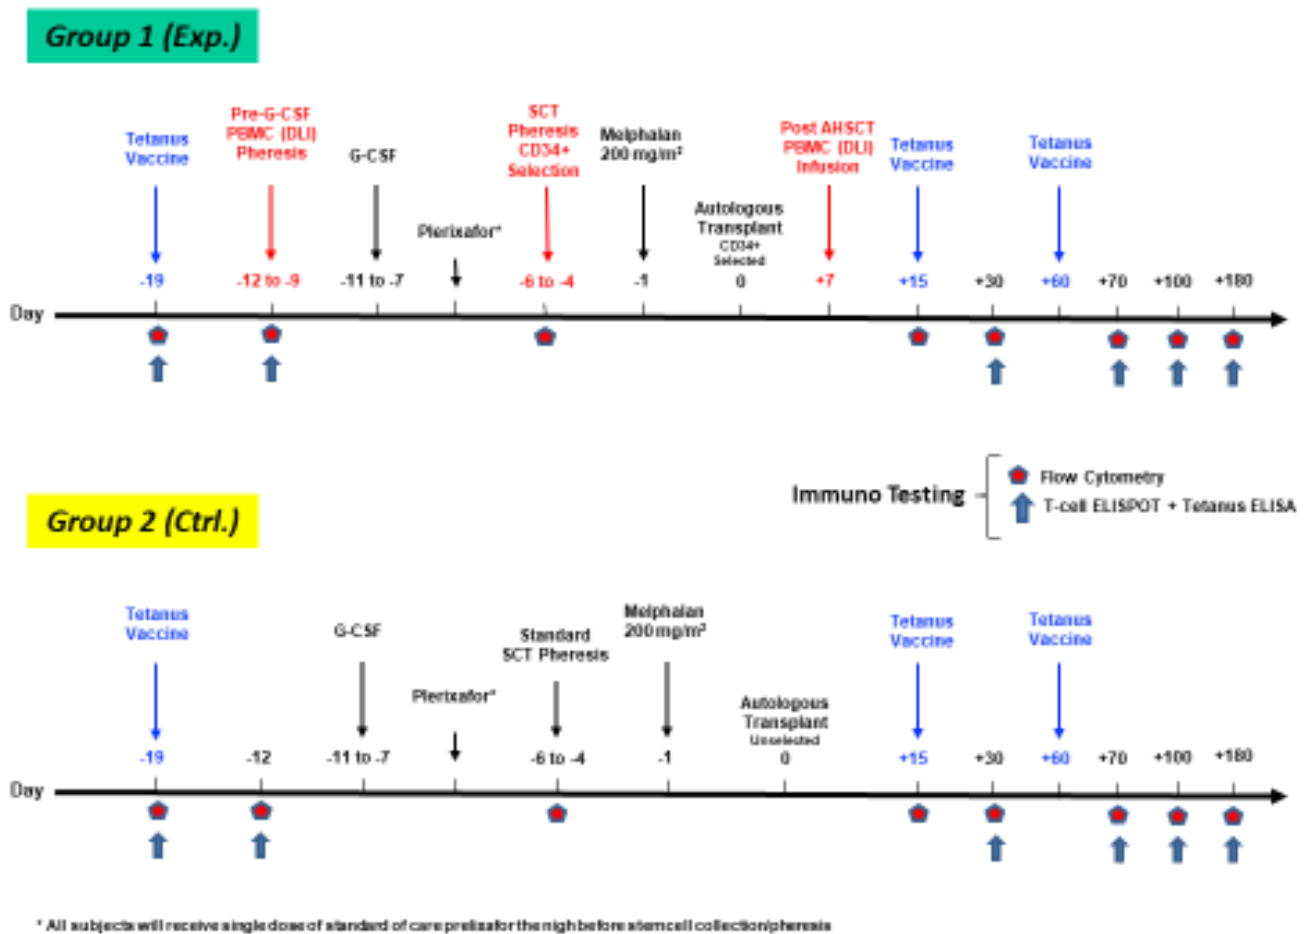 Group 1 (Exp.)
Tetanus
Vaccine
Pre-G-CSF
PBMC (DLI)
Pheresis
G-CSF
Plerixafor*
SCT
Pheresis
CD34+
Selection
Melphalan
200 mg/m²
Autologous
Transplant
CD34+
Selected
Post AHSCT
PBMC (DLI)
Infusion
Tetanus
Vaccine
Tetanus
Vaccine
-19 -12 to -9 -11 to -7 -6 to -4 -1 0 +7 +15 +30 +60 +70 +100 +180
Day
Immuno Testing
Flow Cytometry
T-cell ELISPOT + Tetanus ELISA
Group 2 (Ctrl.)
Tetanus
Vaccine
G-CSF
Plerixafor*
Standard
SCT Pheresis
Melphalan
200 mg/m²
Autologous
Transplant
Unselected
Tetanus
Vaccine
Tetanus
Vaccine
-19 -12 -11 to -7 -6 to -4 -1 0 +15 +30 +60 +70 +100 +180
Day
* All subjects will receive single dose of standard of care prelixafor the nigh before stem cell collection/pheresis